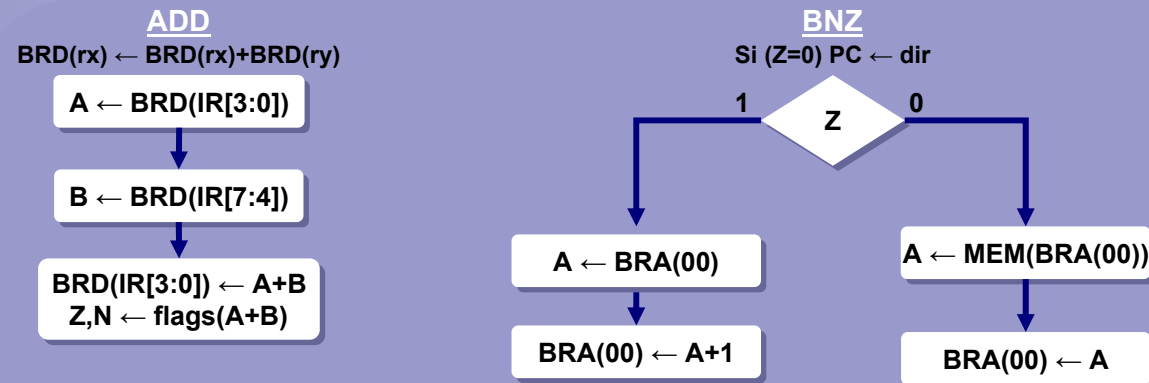 ADD
BRD(rx) ← BRD(rx)+BRD(ry)
A ← BRD(IR[3:0])
B ← BRD(IR[7:4])
BRD(IR[3:0]) ← A+B
Z,N ← flags(A+B)
BNZ
Si (Z=0) PC ← dir
1
Z
0
A ← BRA(00)
BRA(00) ← A+1
A ← MEM(BRA(00))
BRA(00) ← A